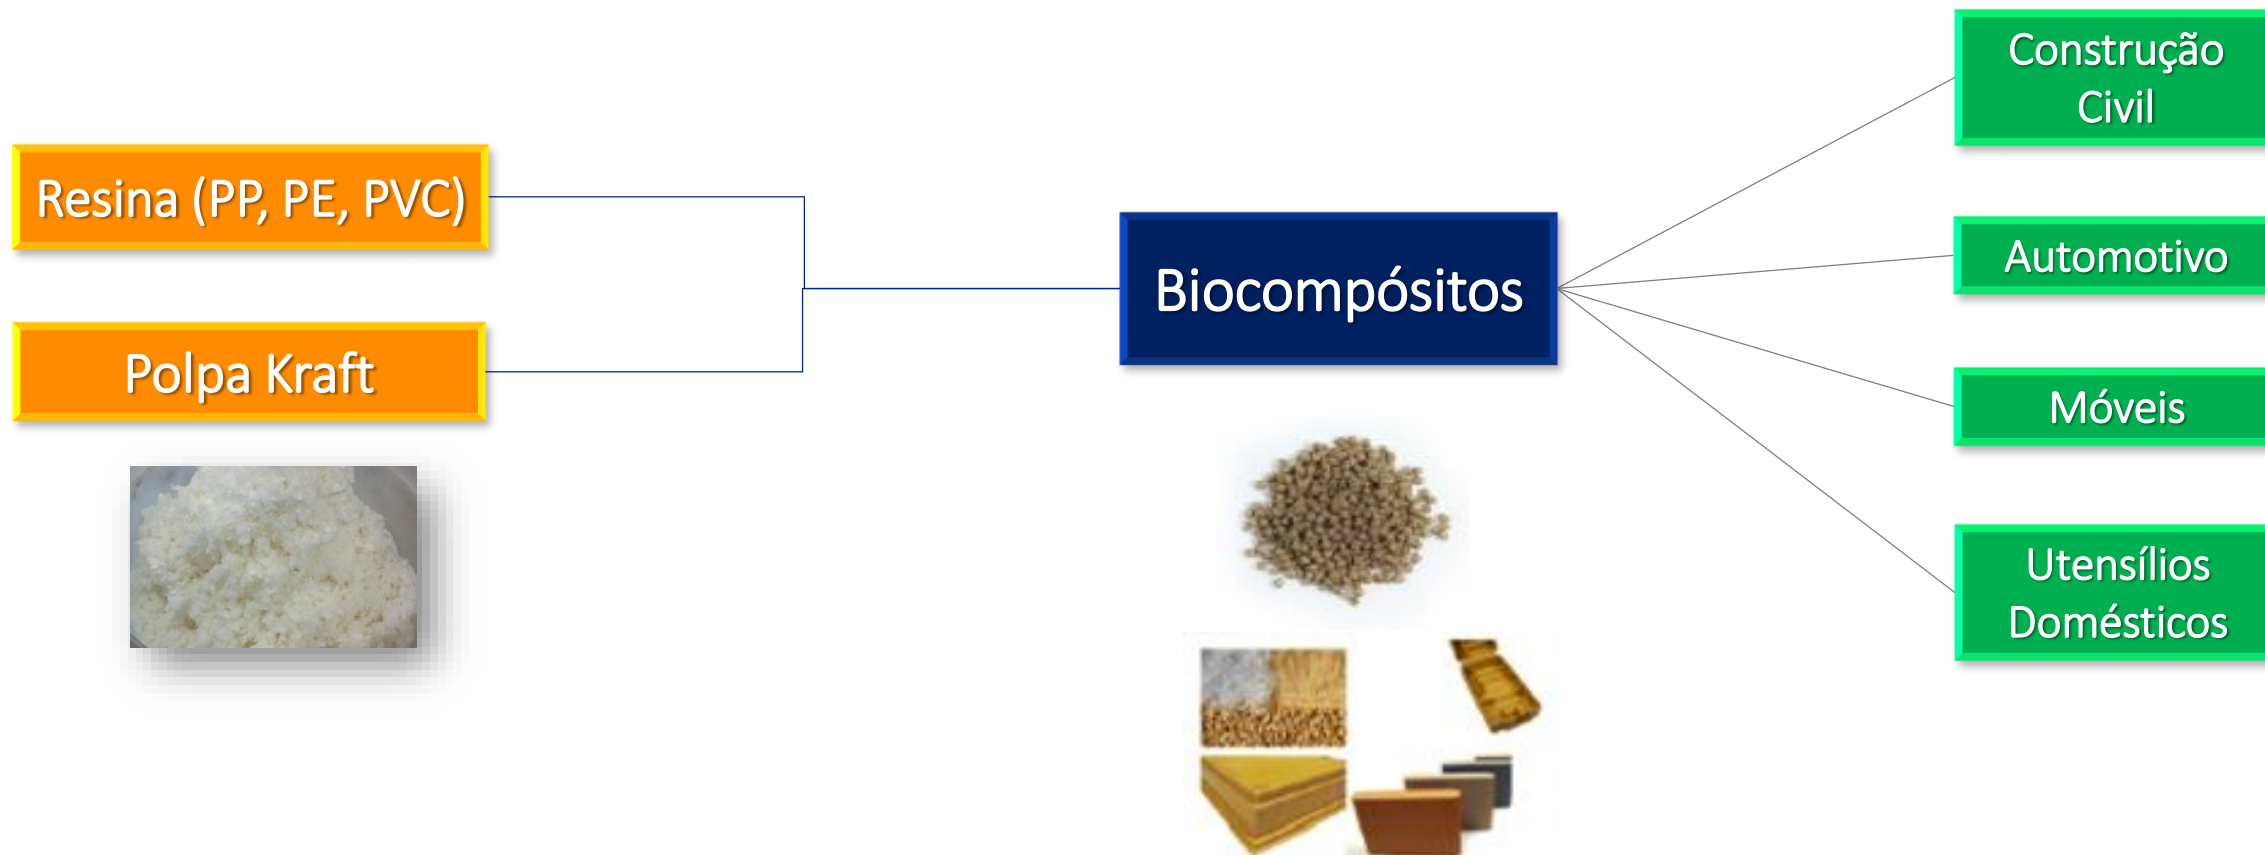 Resina (PP, PE, PVC)
Polpa Kraft
Biocompósitos
Construção
Civil
Automotivo
Móveis
Utensílios
Domésticos